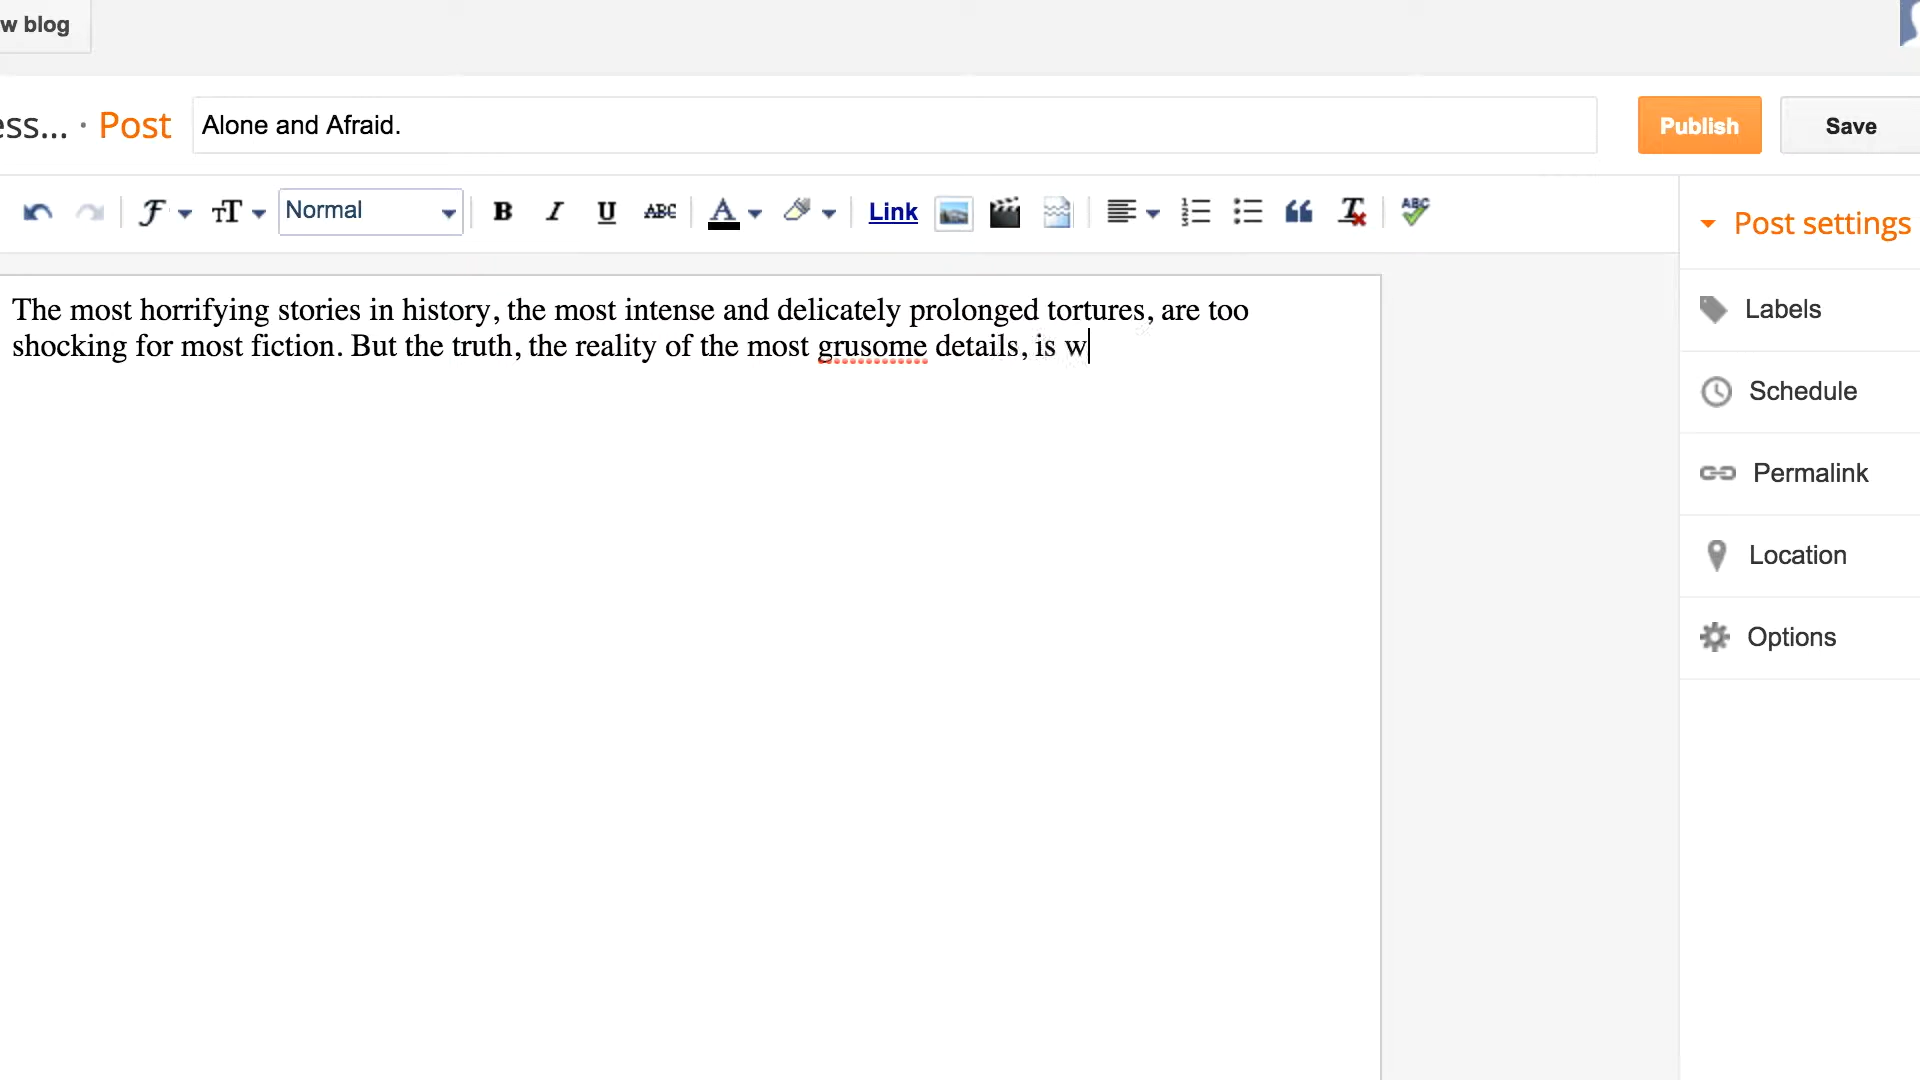 w blog
ess... · Post
Alone and Afraid.
Publish
Save
Normal
ABC
Link
ABC
Post settings
The most horrifying stories in history, the most intense and delicately prolonged tortures, are too
shocking for most fiction. But the truth, the reality of the most grusome details, is w
Labels
Schedule
Permalink
Location
Options